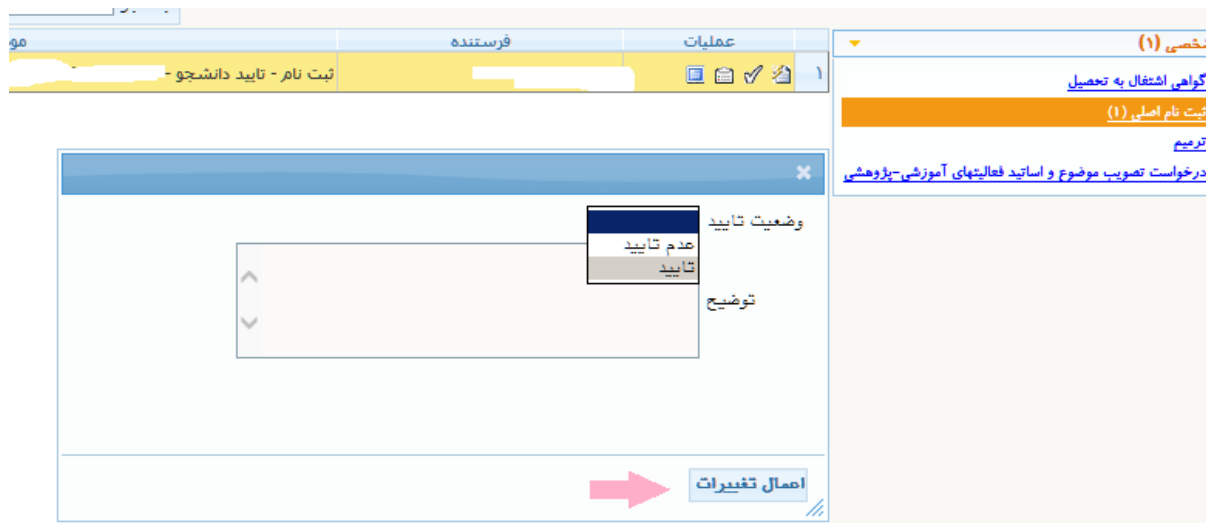 عملیات فرستنده
۱ ثبت نام - تایید دانشجو -
شخصی (۱)
گواهی اشتغال به تحصیل
ثبت نام اصلی (۱)
ترمیم
درخواست تصویب موضوع و اساتید فعالیتهای آموزشی-پژوهشی
وضعیت تایید
عدم تایید
تایید
توضیح
اعمال تغییرات